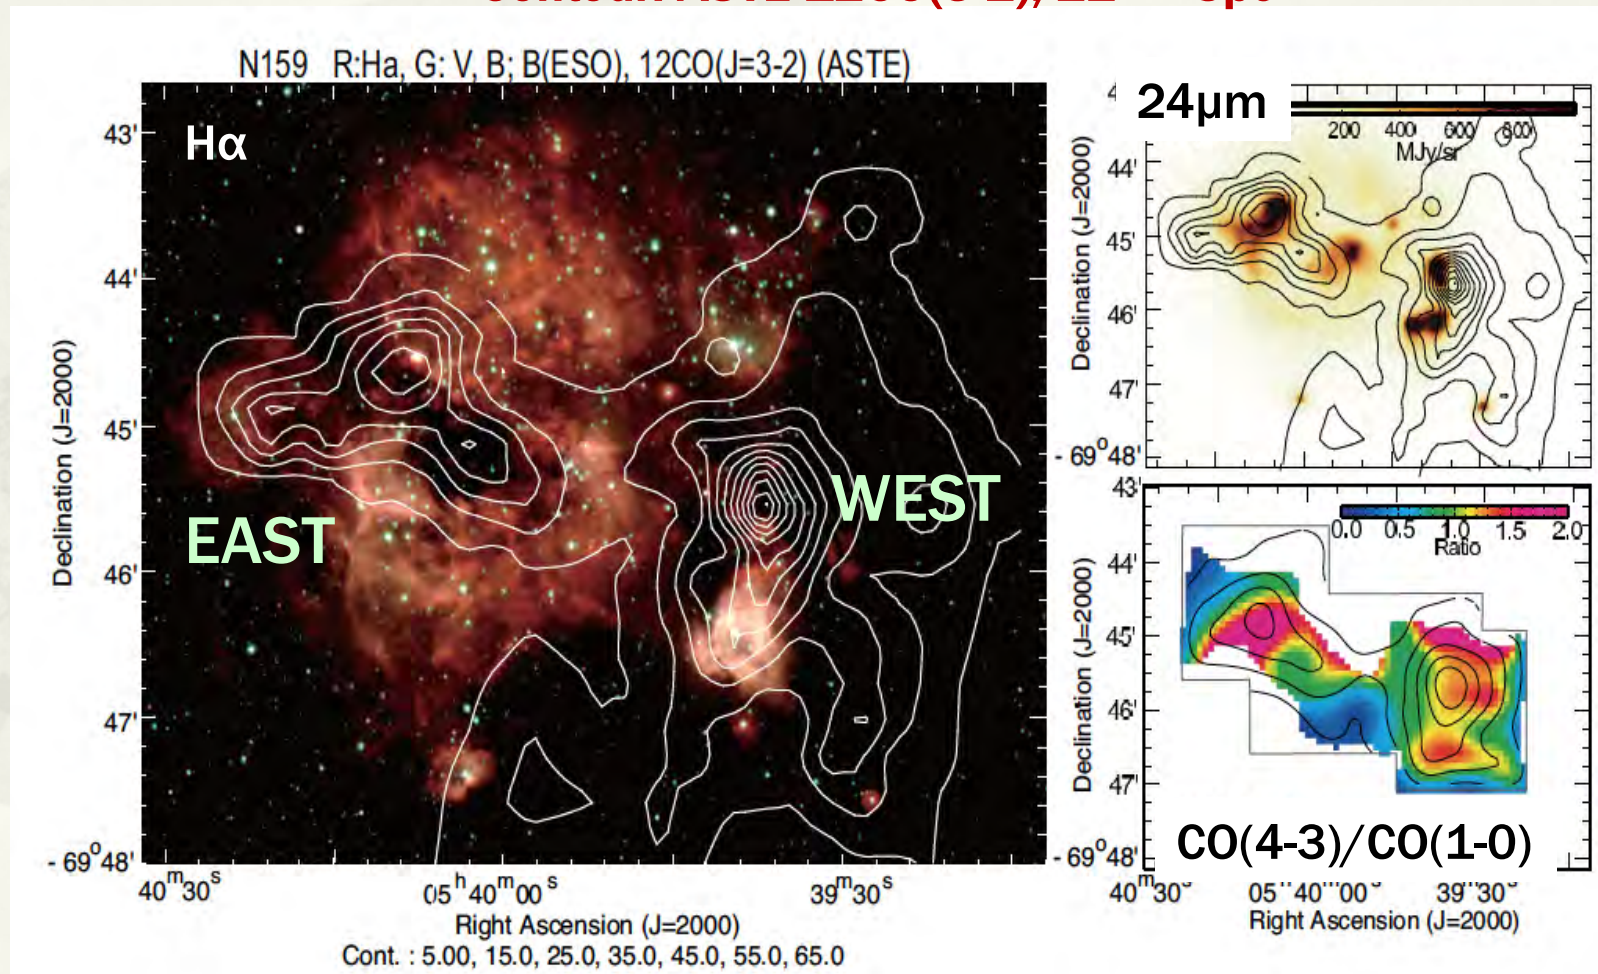 N159 R:Ha, G: V, B; B(ESO), 12CO(J=3-2) (ASTE)
Hα
43'
44'
45'
46'
47'
- 69°48'
Declination (J=2000)
EAST
WEST
40m30s
05h40m00s
39m30s
Right Ascension (J=2000)
Cont. : 5.00, 15.0, 25.0, 35.0, 45.0, 55.0, 65.0
24μm
200 400 600 800
MJy/sr
44'
45'
46'
47'
- 69°48'
Declination (J=2000)
43'
44'
45'
46'
47'
- 69°48'
Declination (J=2000)
0.0 0.5 1.0 1.5 2.0
Ratio
CO(4-3)/CO(1-0)
40m30s
05h40m00s
39m30s
Right Ascension (J=2000)